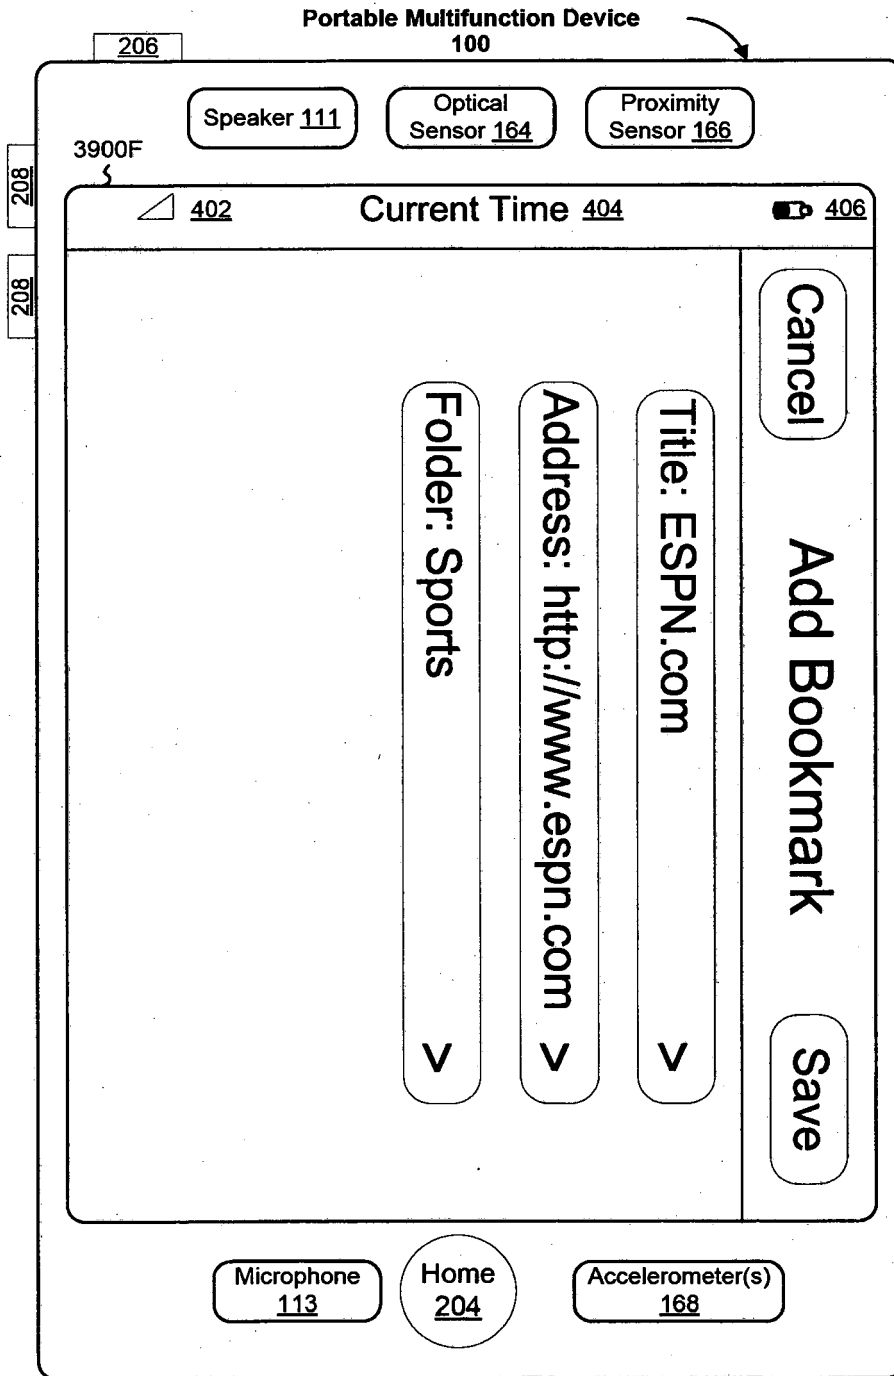 Portable Multifunction Device
100
206
Speaker 111
Optical
Sensor 164
Proximity
Sensor 166
3900F
208
208
402
Current Time 404
406
Cancel
Add Bookmark
Save
Title: ESPN.com
>
Address: http://www.espn.com
>
Folder: Sports
>
Microphone
113
Home
204
Accelerometer(s)
168